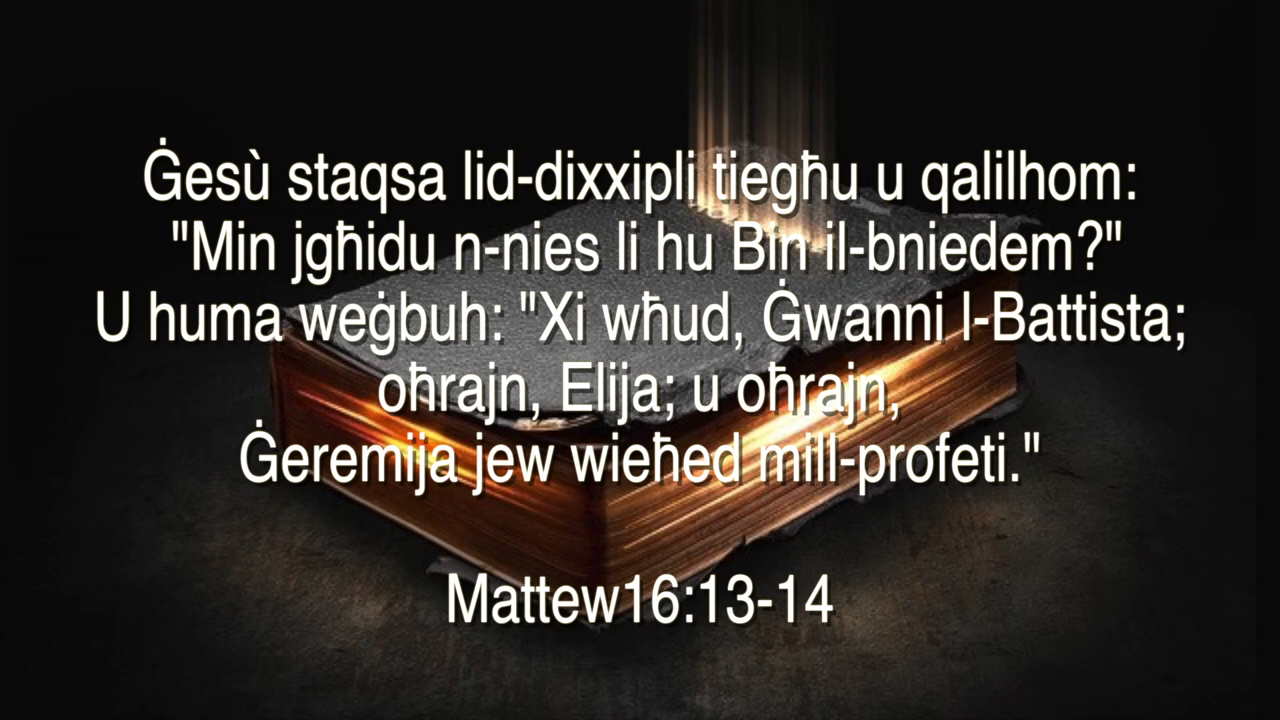 Ġesù staqsa lid-dixxipli tiegħu u qalilhom:
"Min jgħidu n-nies li hu Bin il-bniedem?"
U huma weġbuh: "Xi wħud, Ġwanni l-Battista;
oħrajn, Elija; u oħrajn,
Ġeremija jew wieħed mill-profeti."
Mattew16:13-14